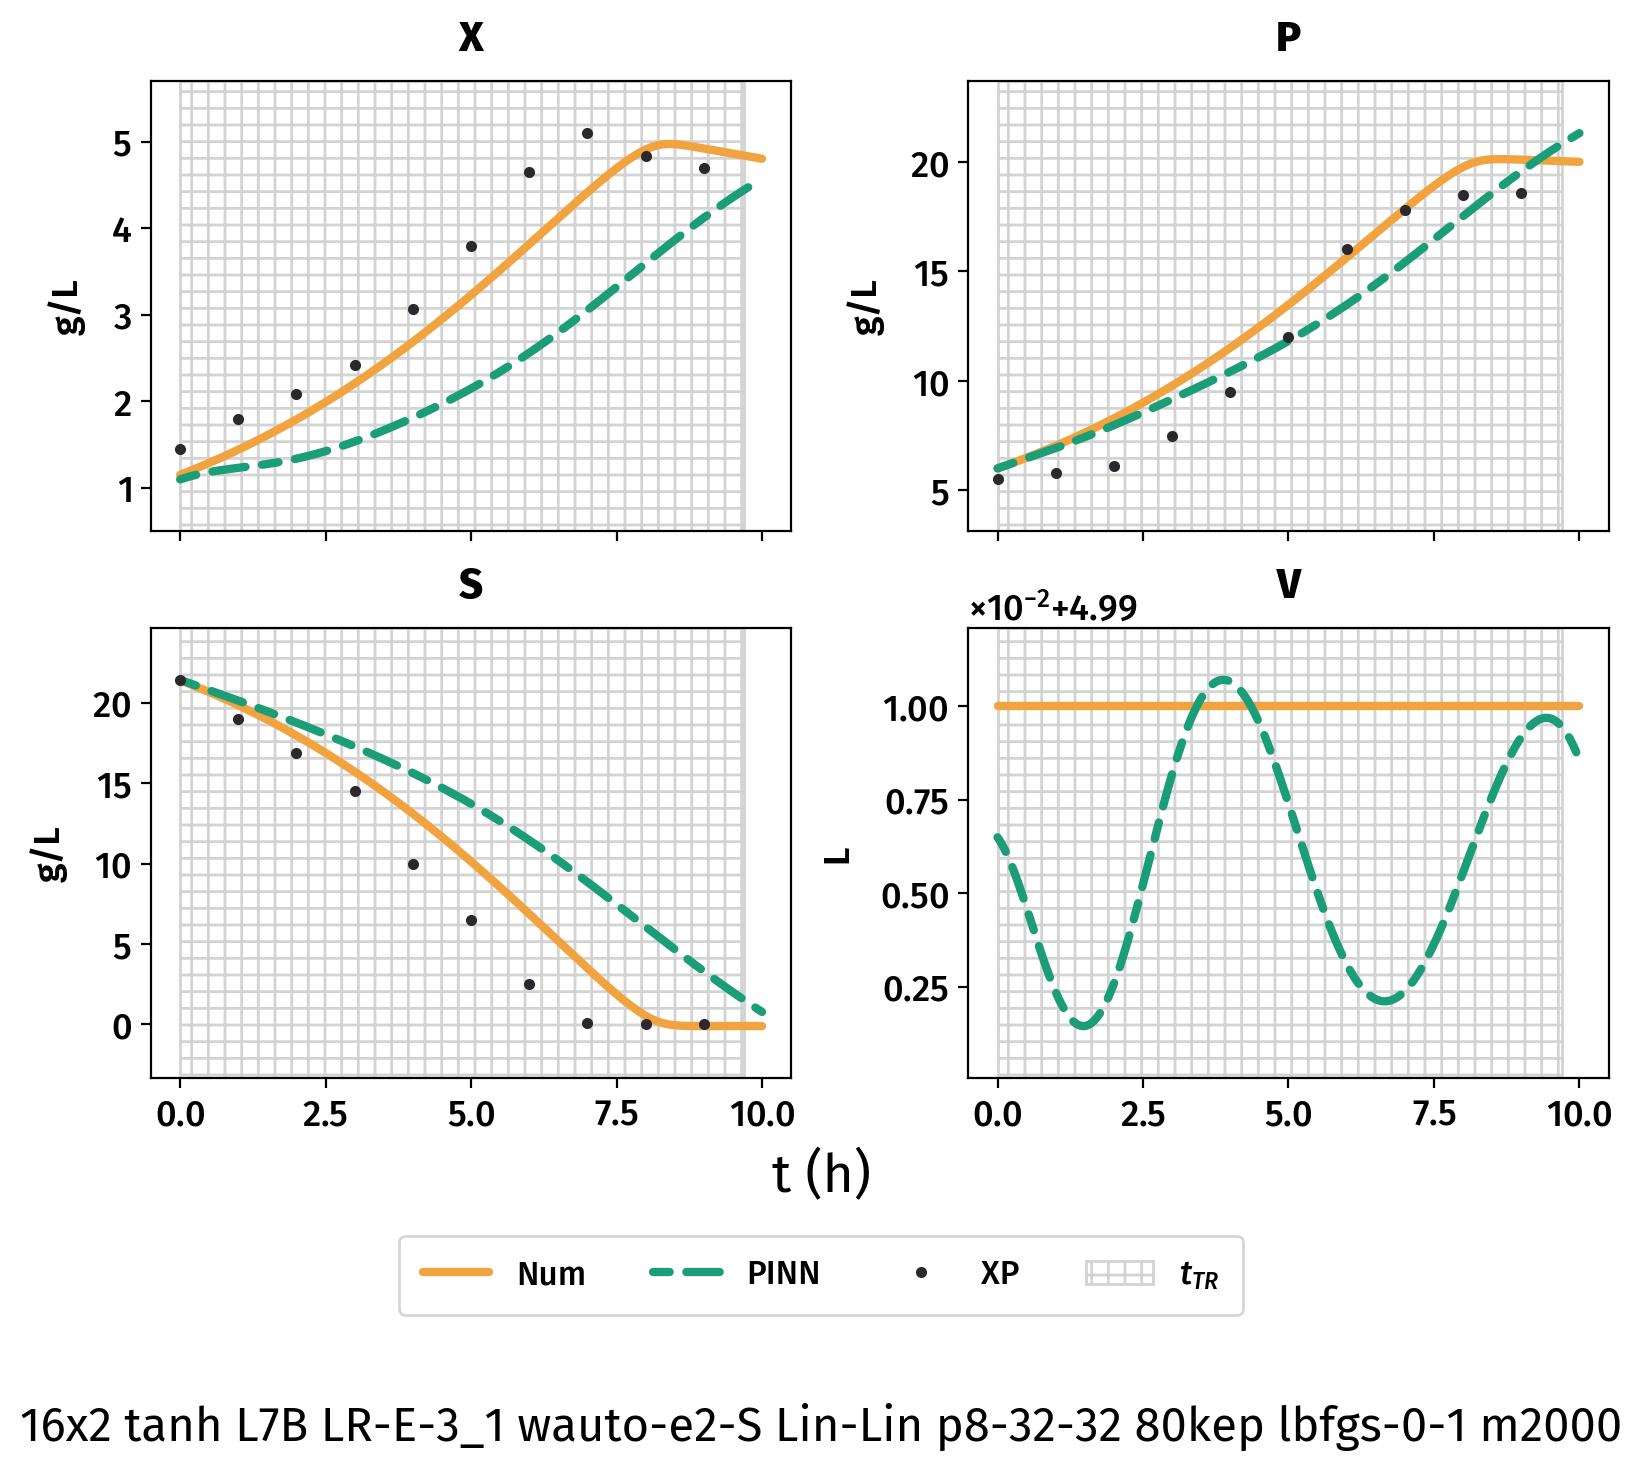 X
P
g/L
5
4
3
2
1
g/L
20
15
10
5
S
V
×10⁻²+4.99
g/L
20
15
10
5
0
L
1.00
0.75
0.50
0.25
0.0 2.5 5.0 7.5 10.0
0.0 2.5 5.0 7.5 10.0
t (h)
Num PINN XP t_TR
16x2 tanh L7B LR-E-3_1 wauto-e2-S Lin-Lin p8-32-32 80kep lbfgs-0-1 m2000